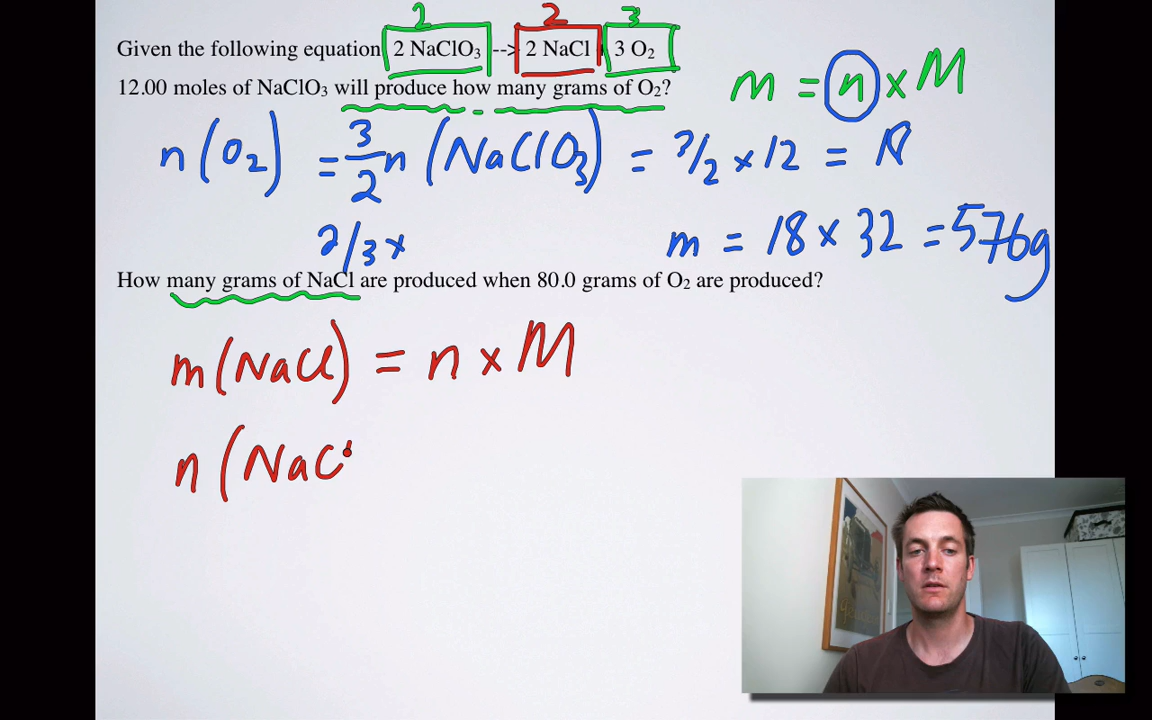 2 2 3
Given the following equation 2 NaClO₃ --> 2 NaCl + 3 O₂
12.00 moles of NaClO₃ will produce how many grams of O₂?
m = n × M
n (O₂) = 3/2 n (NaClO₃) = 3/2 × 12 = 18
2/3 ×
m = 18 × 32 = 576g
How many grams of NaCl are produced when 80.0 grams of O₂ are produced?
m (NaCl) = n × M
n (NaC